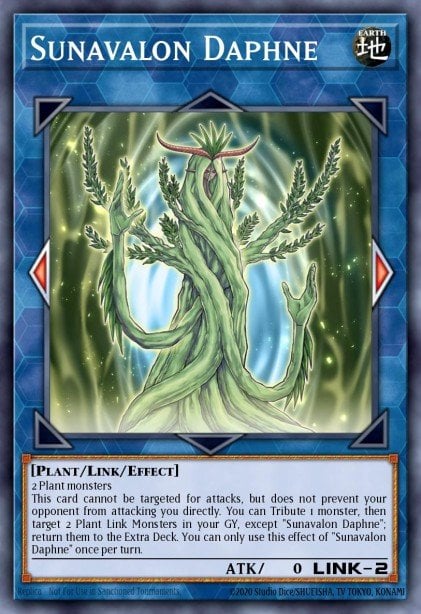 Sunavalon Daphne
EARTH
地
[Plant/Link/Effect]
2 Plant monsters
This card cannot be targeted for attacks, but does not prevent your
opponent from attacking you directly. You can Tribute 1 monster, then
target 2 Plant Link Monsters in your GY, except "Sunavalon Daphne";
return them to the Extra Deck. You can only use this effect of "Sunavalon
Daphne" once per turn.
ATK/ 0 LINK-2
Replica - Not For Use in Sanctioned Tornaments ©2020 Studio Dice/SHUEISHA, TV TOKYO, KONAMI